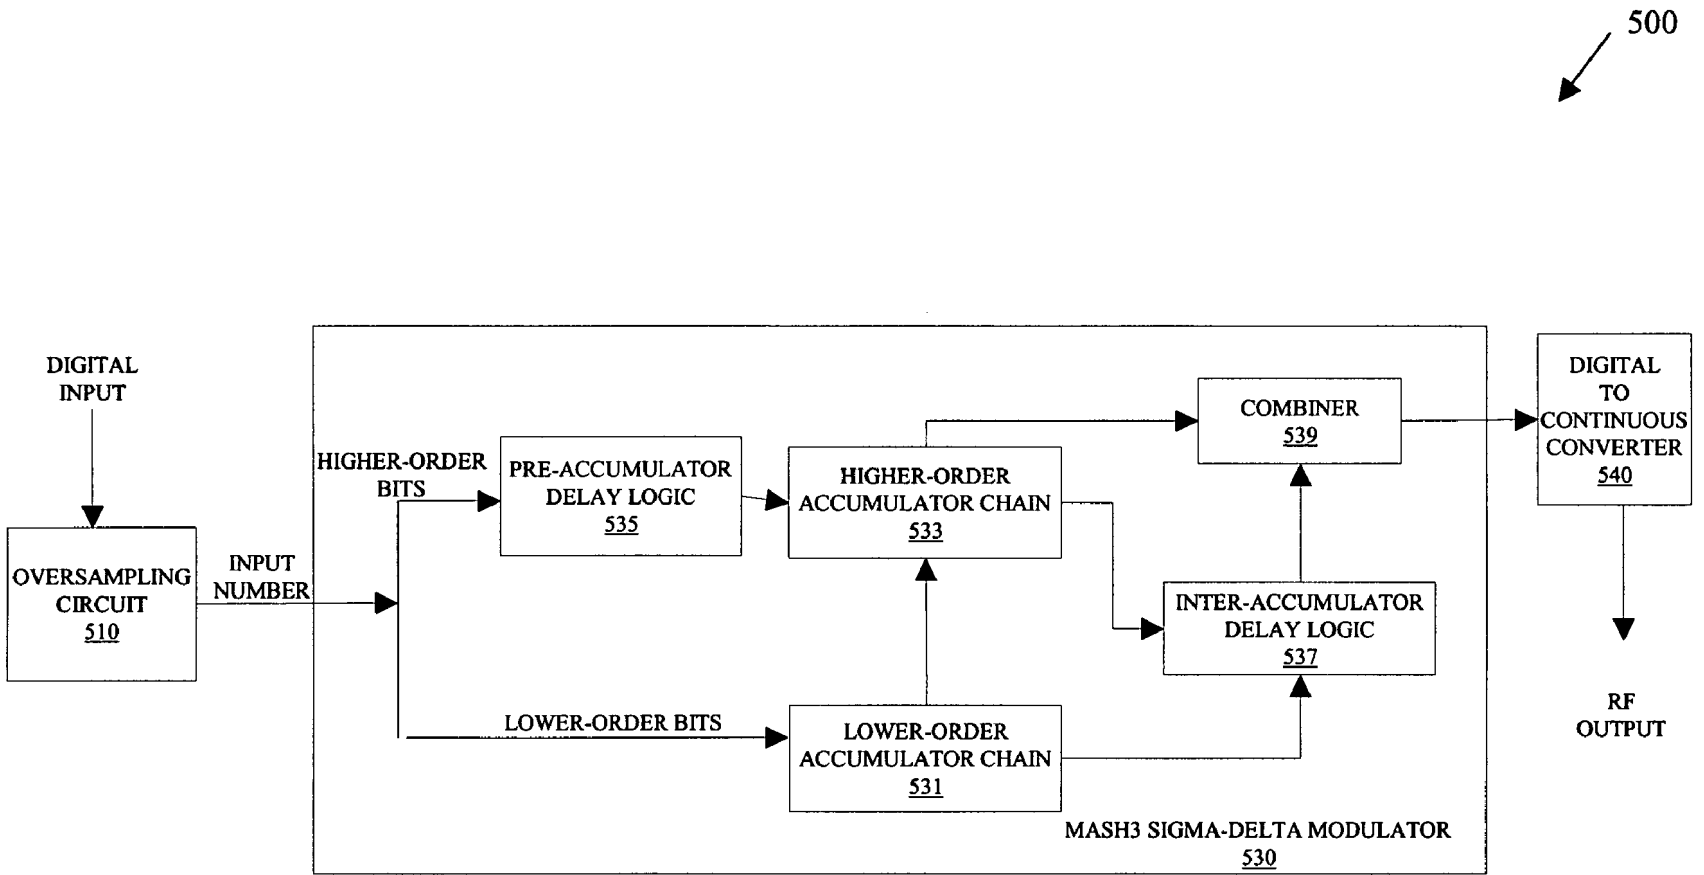 500
DIGITAL
INPUT
OVERSAMPLING
CIRCUIT
510
INPUT
NUMBER
HIGHER-ORDER
BITS
LOWER-ORDER BITS
PRE-ACCUMULATOR
DELAY LOGIC
535
HIGHER-ORDER
ACCUMULATOR CHAIN
533
LOWER-ORDER
ACCUMULATOR CHAIN
531
COMBINER
539
INTER-ACCUMULATOR
DELAY LOGIC
537
MASH3 SIGMA-DELTA MODULATOR
530
DIGITAL
TO
CONTINUOUS
CONVERTER
540
RF
OUTPUT